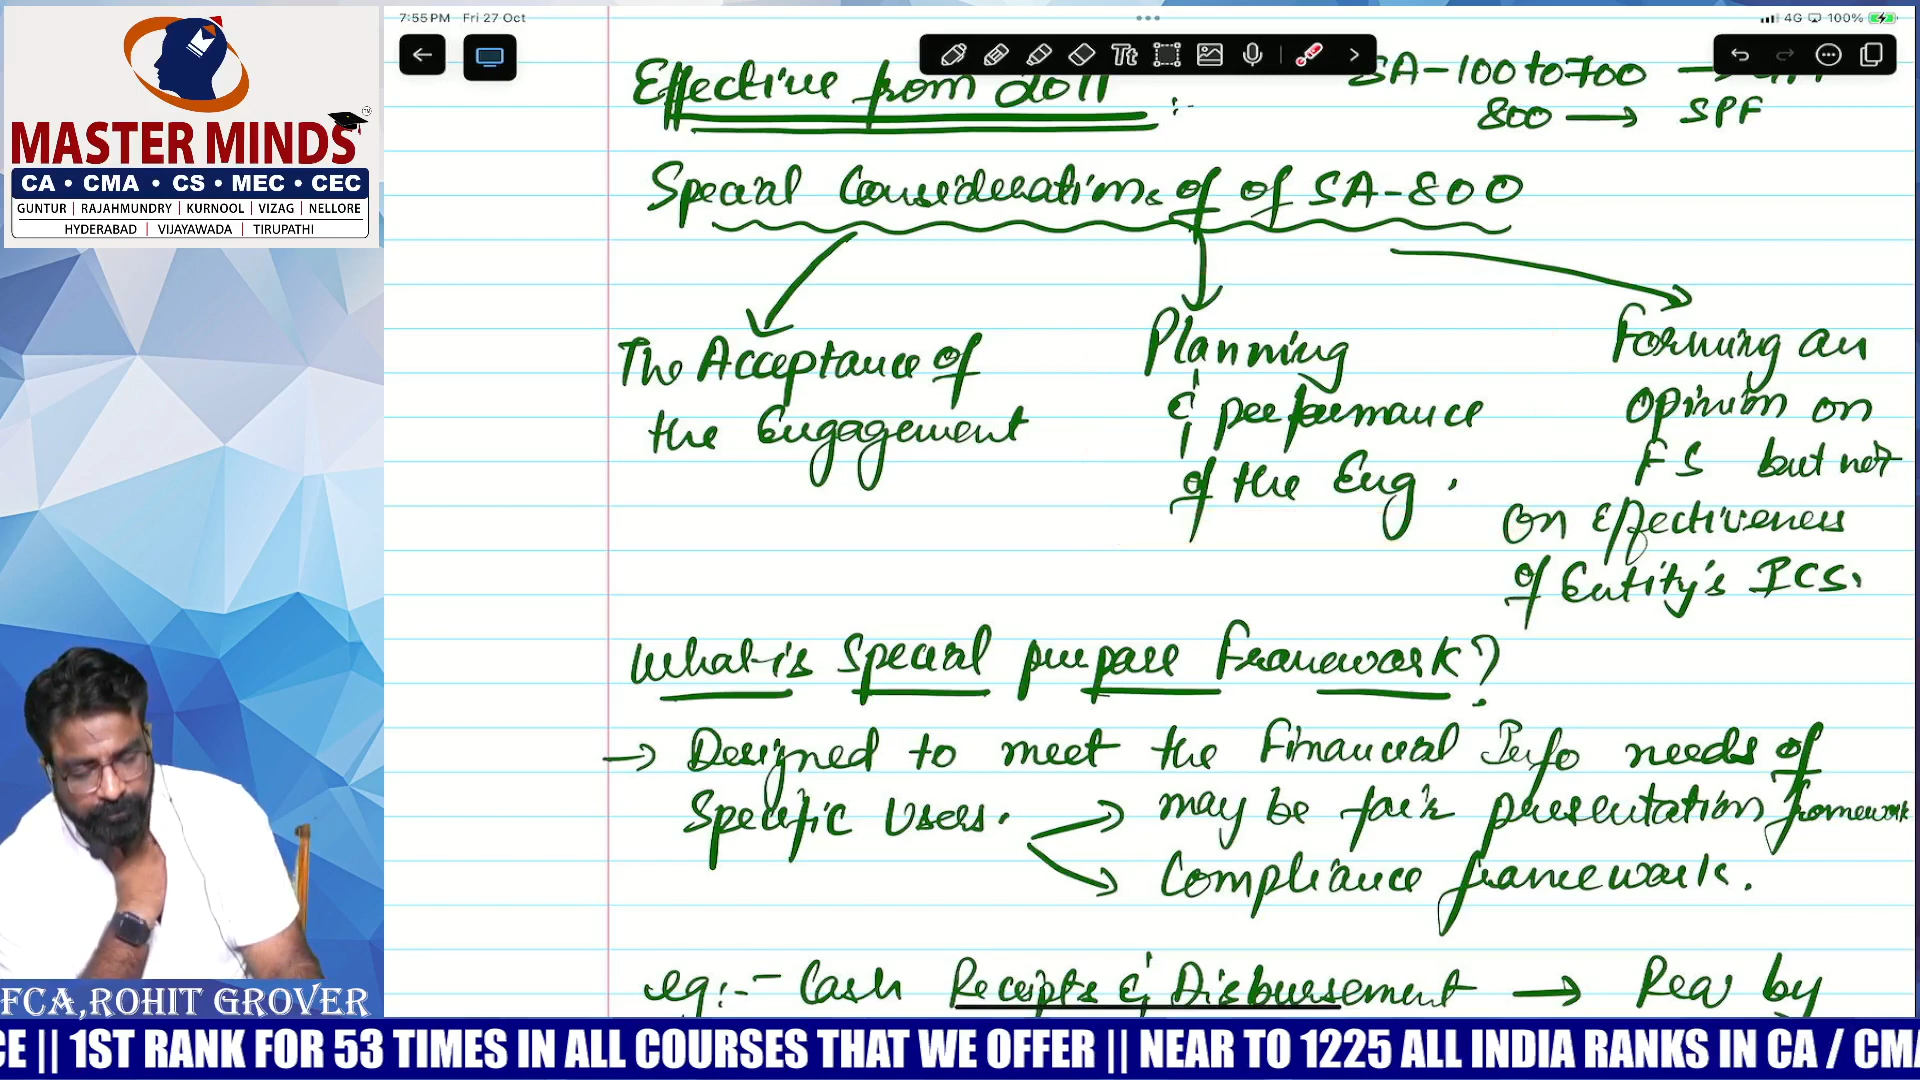 7:55 PM Fri 27 Oct
4G 100%
MASTER MINDS
CA • CMA • CS • MEC • CEC
GUNTUR | RAJAHMUNDRY | KURNOOL | VIZAG | NELLORE
HYDERABAD | VIJAYAWADA | TIRUPATHI
Tt
Effective from 2011 :-
SA-100 to 700 →
800 → SPF
Special Considerations of of SA-800
The Acceptance of
the Engagement
Planning
& performance
of the Eng.
Forming an
opinion on
FS but not
on effectiveness
of Entity's ICS.
What is Special purpose Framework?
→ Designed to meet the Financial Info needs of
Specific Users. → may be fair presentation framework
→ Compliance framework.
eg:- - Cash Receipts & Disbursement → Req by
FCA,ROHIT GROVER
CE || 1ST RANK FOR 53 TIMES IN ALL COURSES THAT WE OFFER || NEAR TO 1225 ALL INDIA RANKS IN CA / CMA